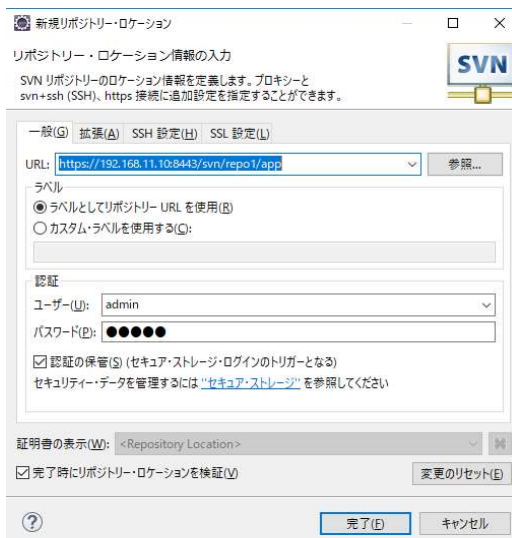 新規リポジトリー・ロケーション
リポジトリー・ロケーション情報の入力
SVN リポジトリーのロケーション情報を定義します。プロキシーと
svn+ssh (SSH)、https 接続に追加設定を指定することができます。
SVN
一般(G) 拡張(A) SSH 設定(H) SSL 設定(L)
URL: https://192.168.11.10:8443/svn/repo1/app 参照...
ラベル
ラベルとしてリポジトリー URL を使用(R)
カスタム・ラベルを使用する(C):
認証
ユーザー(U): admin
パスワード(P): ●●●●●
認証の保管(S) (セキュア・ストレージ・ログインのトリガーとなる)
セキュリティー・データを管理するには "セキュア・ストレージ" を参照してください
証明書の表示(W): <Repository Location>
完了時にリポジトリー・ロケーションを検証(V) 変更のリセット(E)
? 完了(F) キャンセル